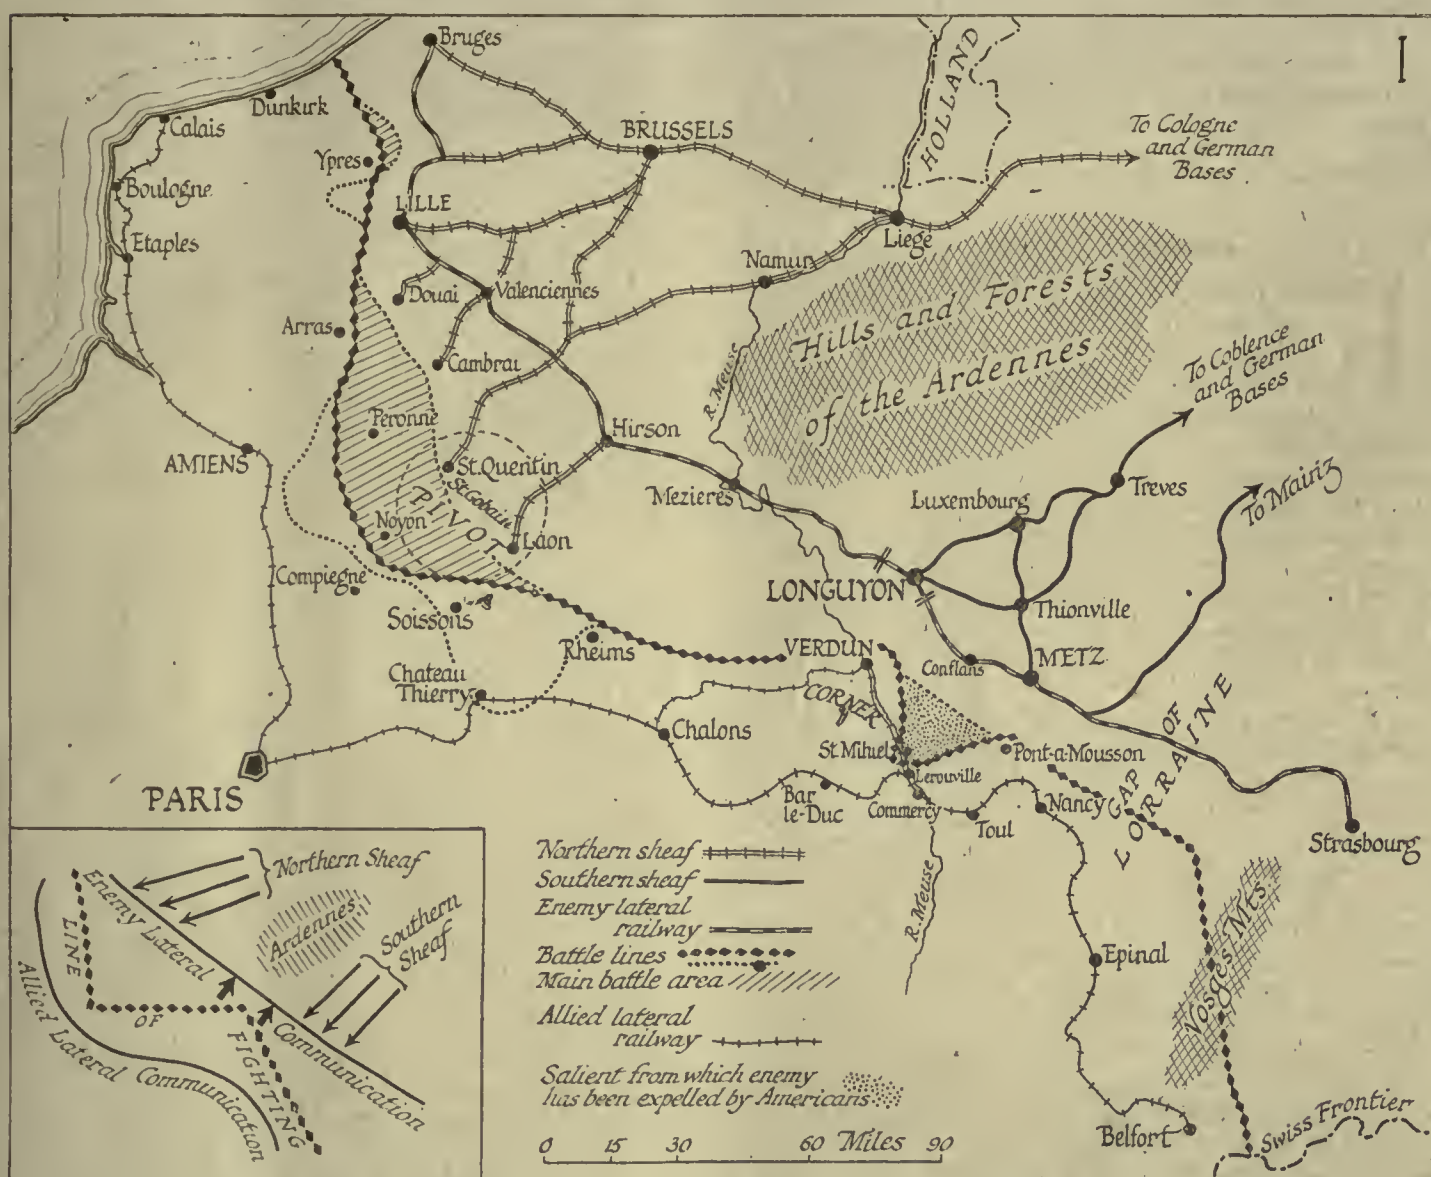 I
Bruges
Dunkirk
Calais
HOLLAND
To Cologne
and German
Bases
BRUSSELS
Ypres
Boulogne
LILLE
Etaples
Liege
Namur
Douai
Valenciennes
Hills and Forests
of the Ardennes
Arras
Cambrai
R. Meuse
To Coblence
and German
Bases
Peronne
Hirson
AMIENS
St. Quentin
St. Gobain
PIVOT
Mezieres
Luxembourg
Treves
To Mainz
Noyon
Laon
Compiegne
LONGUYON
Soissons
Thionville
Rheims
VERDUN
Conflans
METZ
Chateau
Thierry
CORNER
Chalons
St. Mihiel
Pont-a-Mousson
GAP OF
LORRAINE
Lerouville
PARIS
Bar
le-Duc
Commercy
Toul
Nancy
Strasbourg
R. Meuse
Epinal
Vosges Mts.
Belfort
Swiss Frontier
Northern Sheaf
Enemy Lateral
Communication
Ardennes
Southern
Sheaf
LINE
OF
FIGHTING
Allied Lateral Communication
Northern sheaf
Southern sheaf
Enemy lateral
railway
Battle lines
Main battle area
Allied lateral
railway
Salient from which enemy
has been expelled by Americans
0 15 30 60 Miles 90